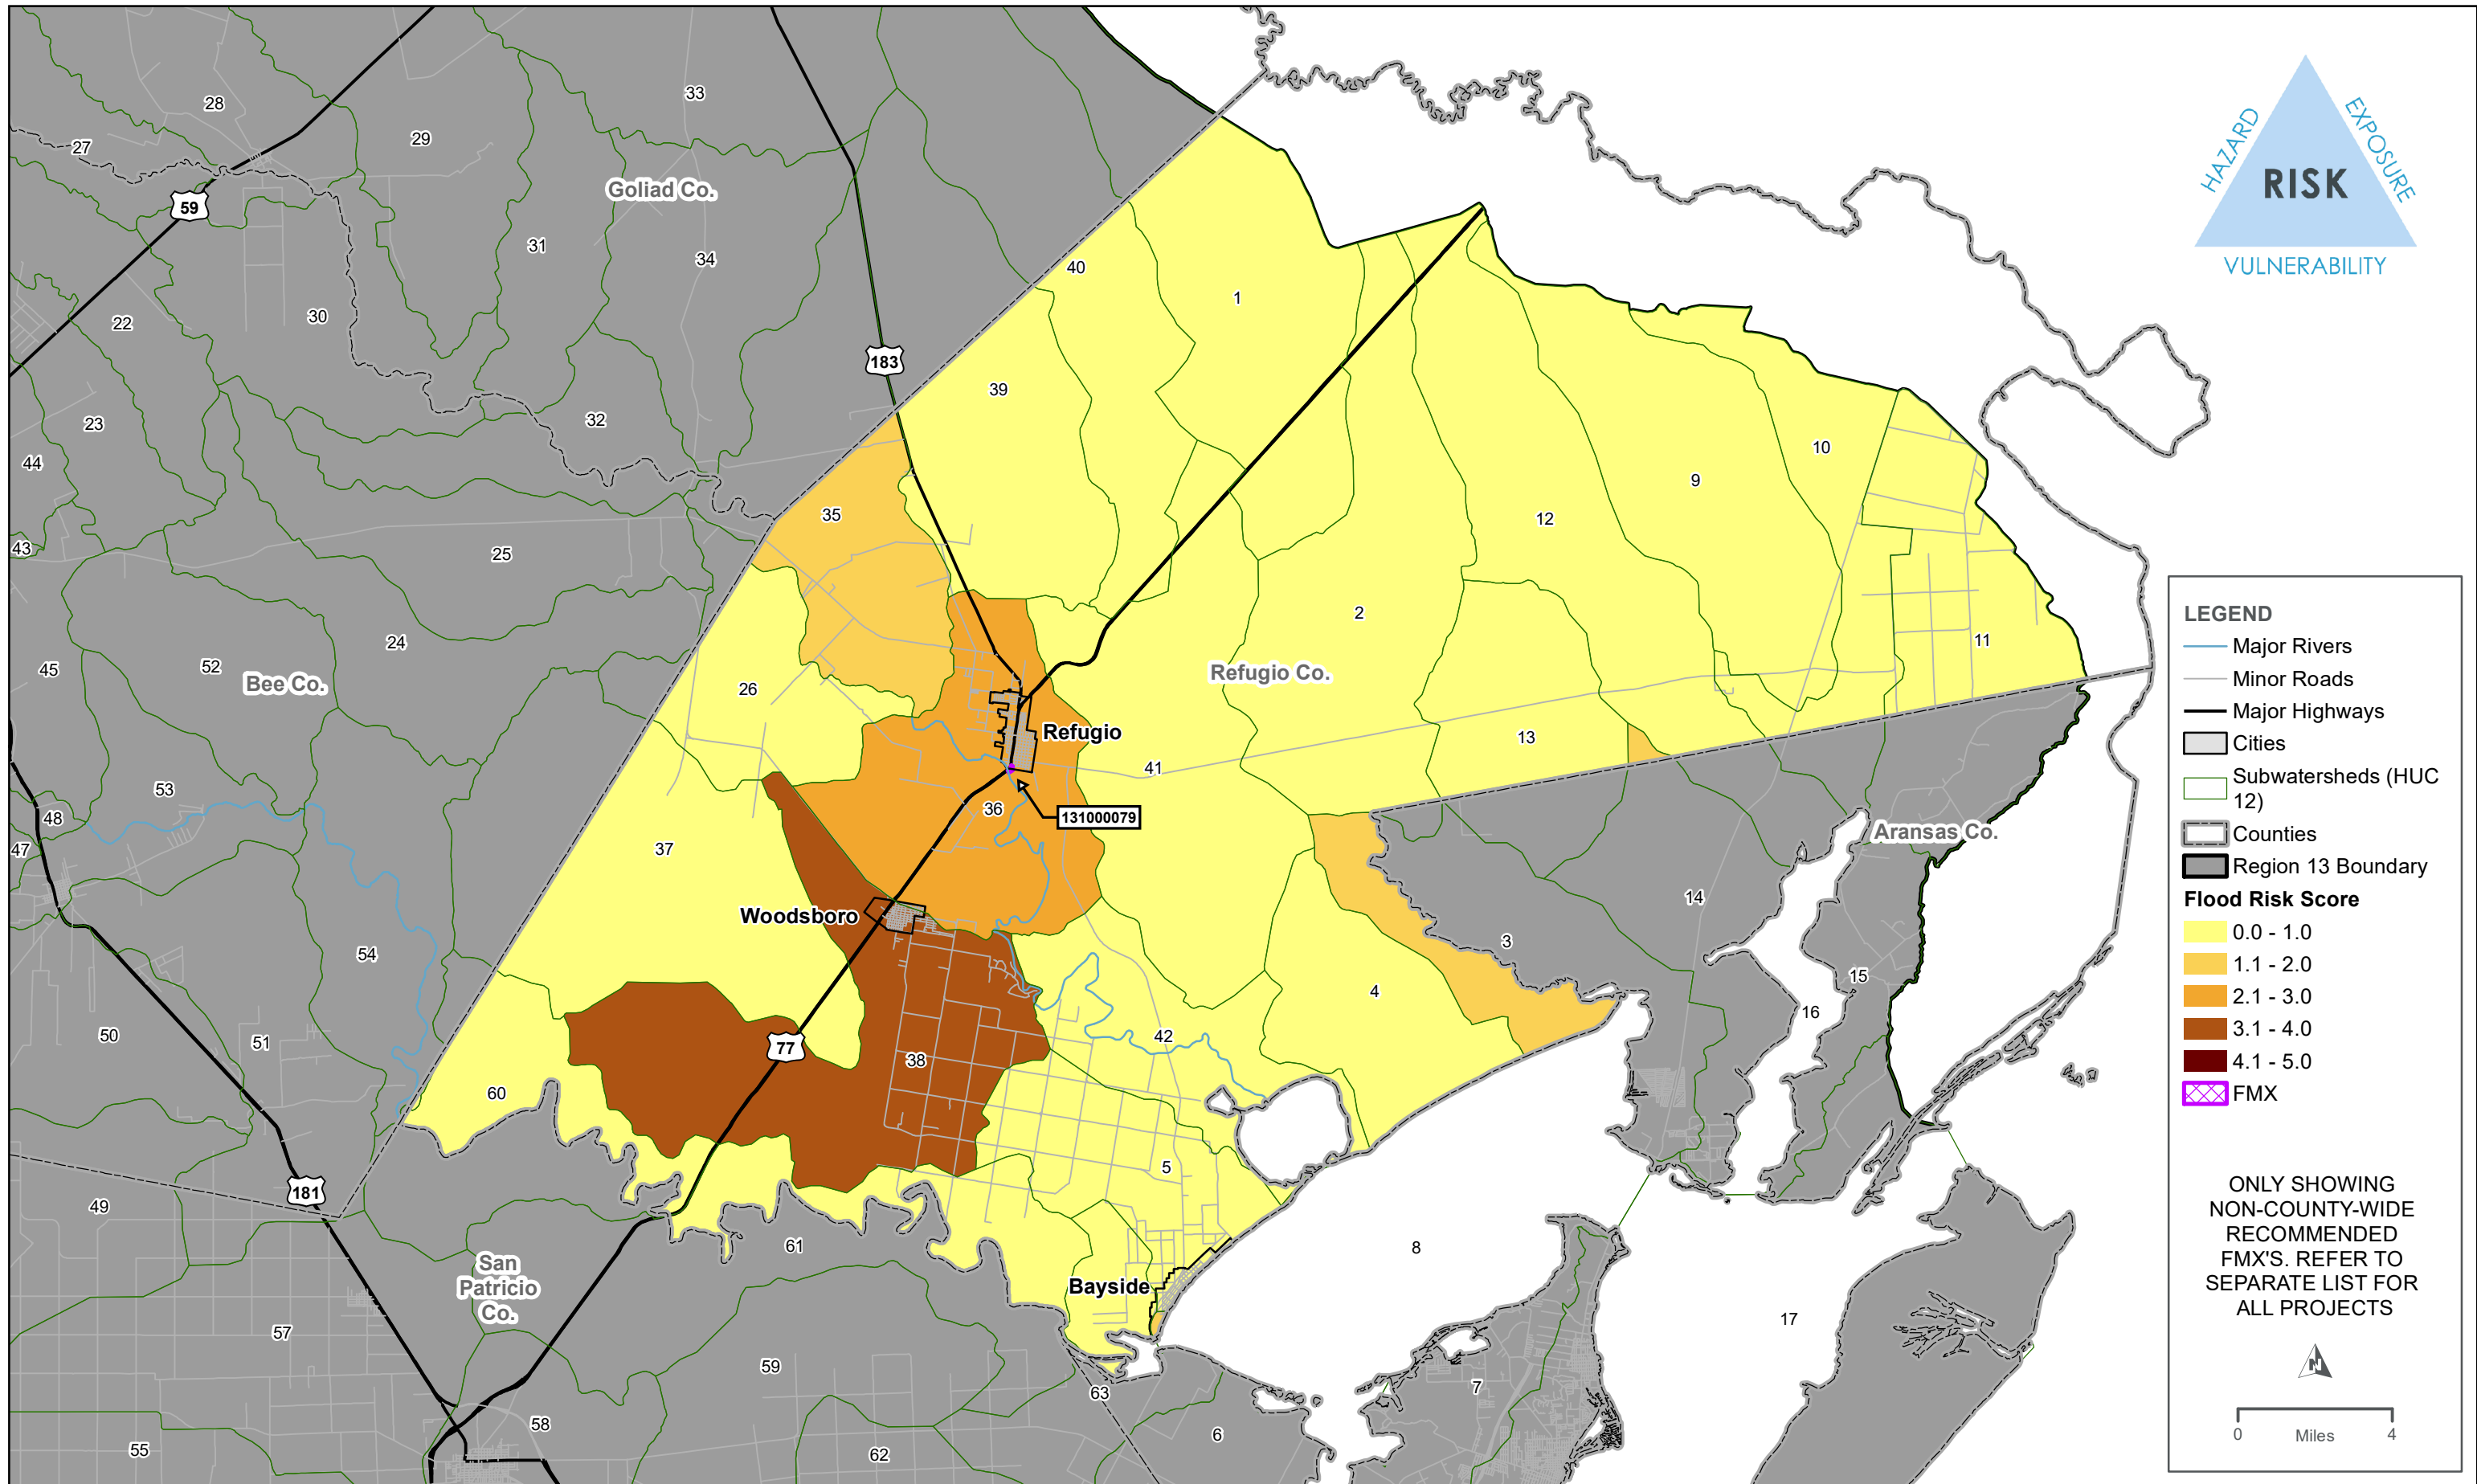 28
33
29
27
Goliad Co.
59
31
34
30
22
32
23
44
43
25
183
40
1
39
35
12
9
10
11
2
24
52
45
Bee Co.
26
Refugio Co.
Refugio
13
41
53
48
47
36
131000079
37
Woodsboro
Aransas Co.
14
3
15
16
4
42
54
50
51
77
38
60
5
49
181
61
8
San
Patricio
Co.
Bayside
17
57
59
63
7
58
6
55
62
HAZARD
EXPOSURE
RISK
VULNERABILITY
LEGEND
Major Rivers
Minor Roads
Major Highways
Cities
Subwatersheds (HUC
12)
Counties
Region 13 Boundary
Flood Risk Score
0.0 - 1.0
1.1 - 2.0
2.1 - 3.0
3.1 - 4.0
4.1 - 5.0
FMX
ONLY SHOWING
NON-COUNTY-WIDE
RECOMMENDED
FMX'S. REFER TO
SEPARATE LIST FOR
ALL PROJECTS
N
0 Miles 4